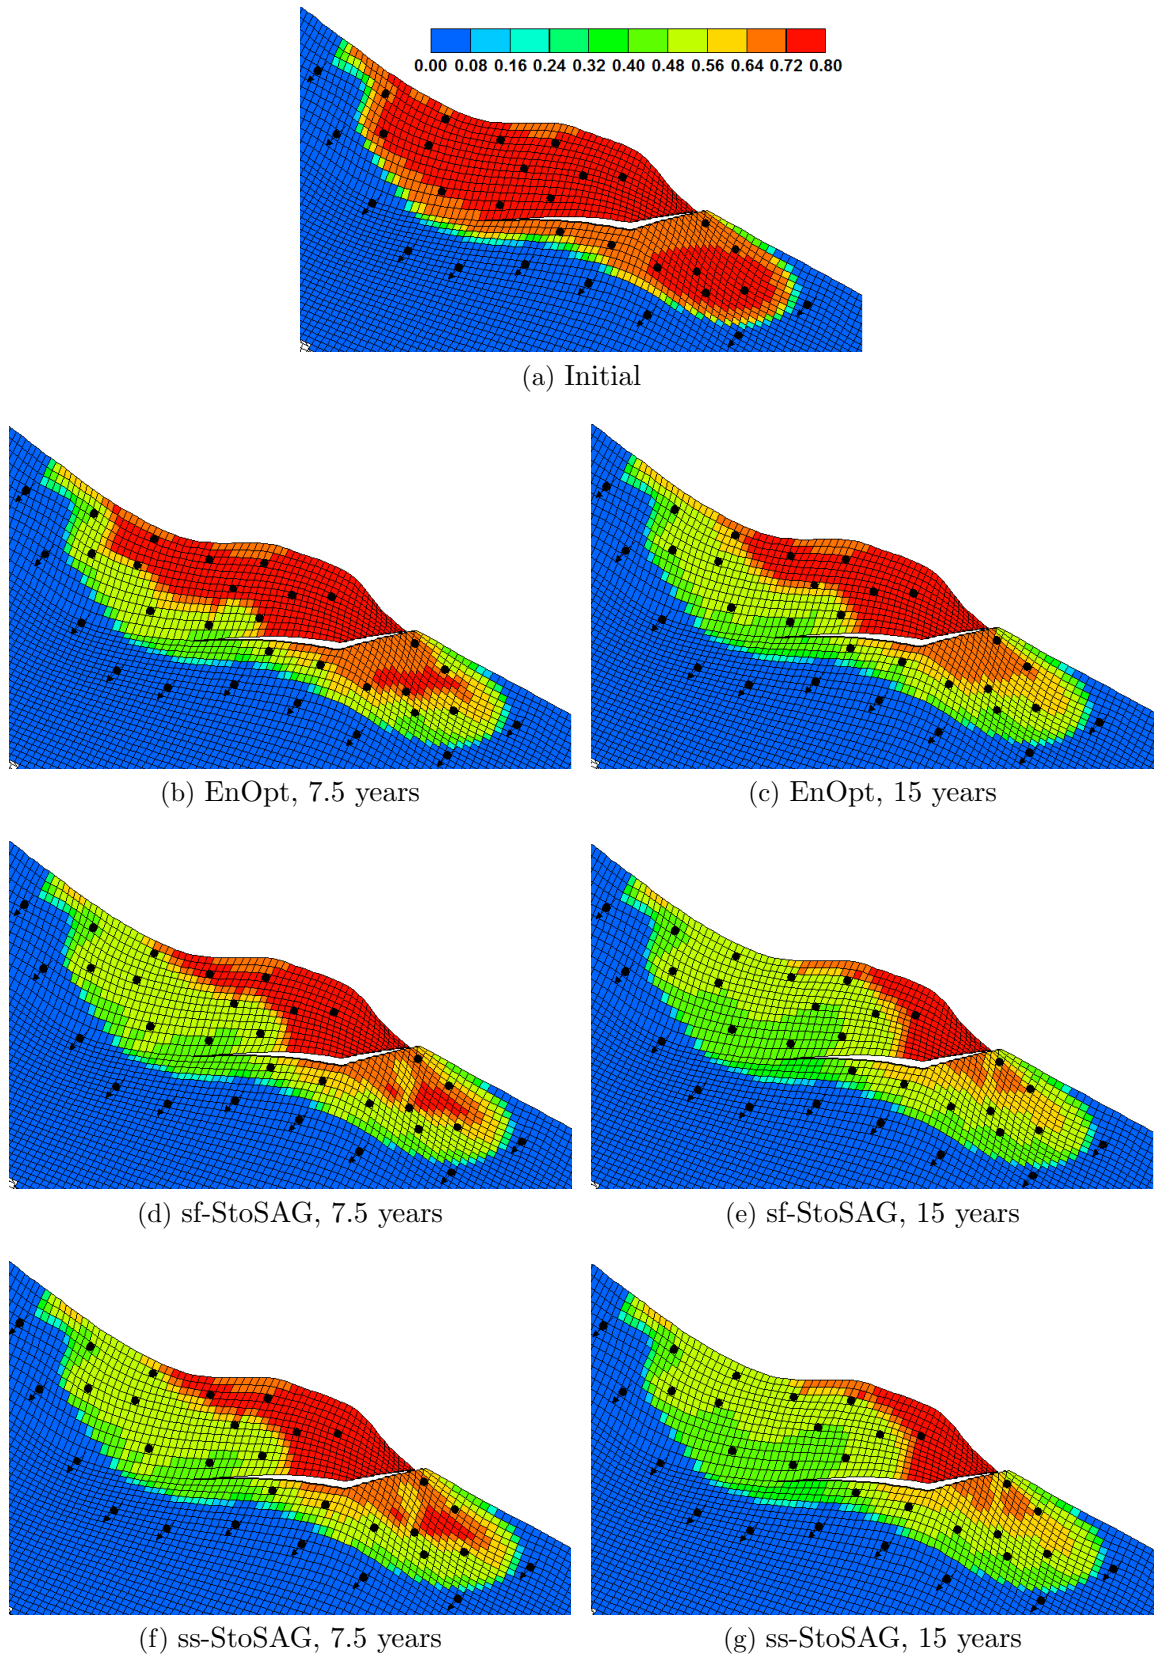 0.00 0.08 0.16 0.24 0.32 0.40 0.48 0.56 0.64 0.72 0.80
(a) Initial
(b) EnOpt, 7.5 years
(c) EnOpt, 15 years
(d) sf-StoSAG, 7.5 years
(e) sf-StoSAG, 15 years
(f) ss-StoSAG, 7.5 years
(g) ss-StoSAG, 15 years